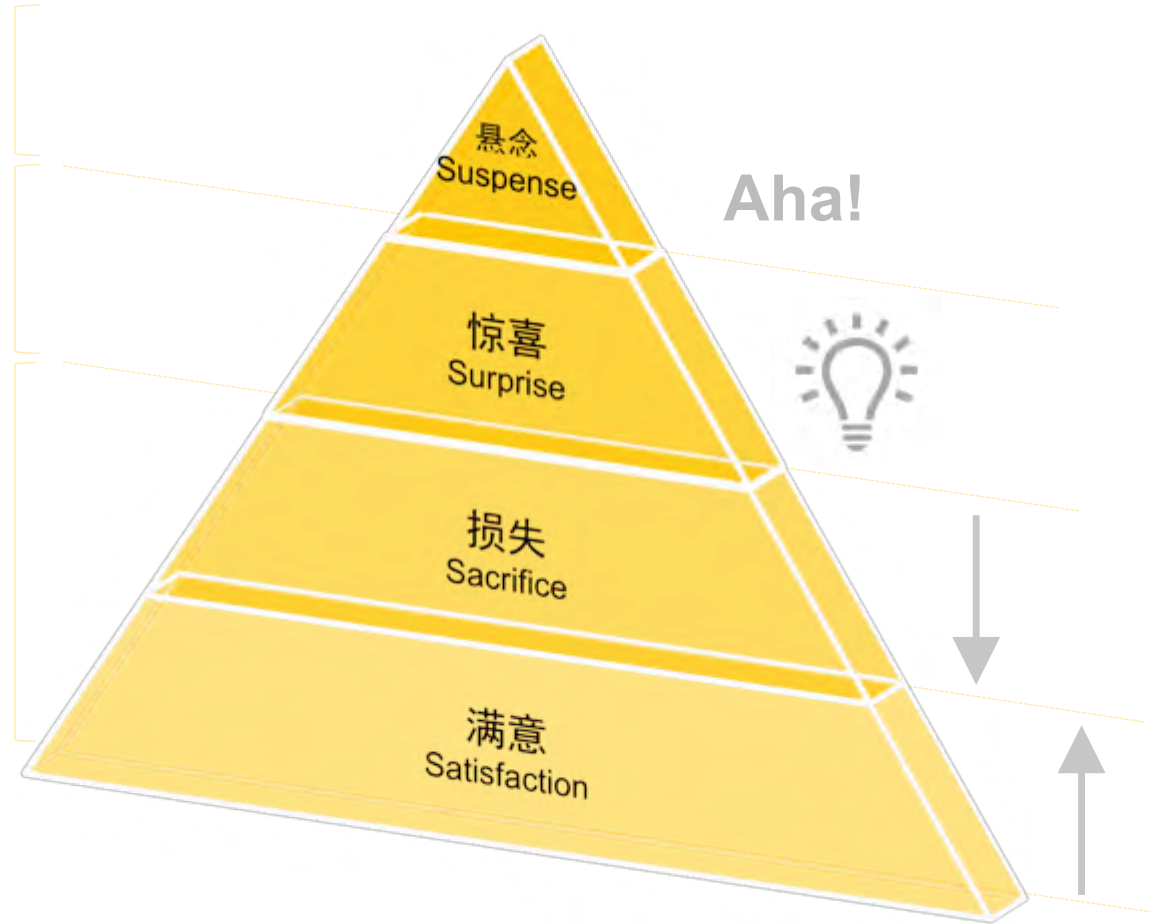 悬念
Suspense
Aha!
惊喜
Surprise
损失
Sacrifice
满意
Satisfaction